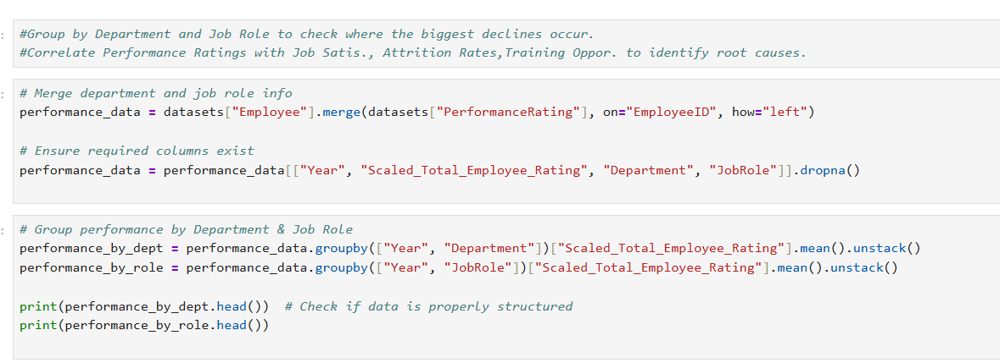 #Group by Department and Job Role to check where the biggest declines occur.
#Correlate Performance Ratings with Job Satis., Attrition Rates,Training Oppor. to identify root causes.
# Merge department and job role info
performance_data = datasets["Employee"].merge(datasets["PerformanceRating"], on="EmployeeID", how="left")
# Ensure required columns exist
performance_data = performance_data[["Year", "Scaled_Total_Employee_Rating", "Department", "JobRole"]].dropna()
# Group performance by Department & Job Role
performance_by_dept = performance_data.groupby(["Year", "Department"])["Scaled_Total_Employee_Rating"].mean().unstack()
performance_by_role = performance_data.groupby(["Year", "JobRole"])["Scaled_Total_Employee_Rating"].mean().unstack()
print(performance_by_dept.head())  # Check if data is properly structured
print(performance_by_role.head())